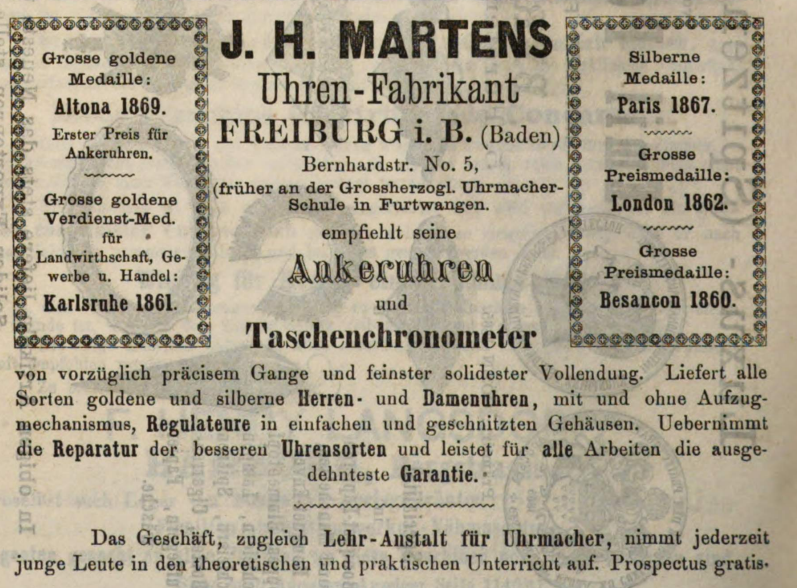 Grosse goldene
Medaille:
Altona 1869.
Erster Preis für
Ankeruhren.
Grosse goldene
Verdienst-Med.
für
Landwirthschaft, Ge-
werbe u. Handel:
Karlsruhe 1861.
J. H. MARTENS
Uhren-Fabrikant
FREIBURG i. B. (Baden)
Bernhardstr. No. 5,
(früher an der Grossherzogl. Uhrmacher-
Schule in Furtwangen.
empfiehlt seine
Ankeruhren
und
Taschenchronometer
Silberne
Medaille:
Paris 1867.
Grosse
Preismedaille:
London 1862.
Grosse
Preismedaille:
Besancon 1860.
von vorzüglich präcisem Gange und feinster solidester Vollendung. Liefert alle
Sorten goldene und silberne Herren- und Damenuhren, mit und ohne Aufzug-
mechanismus, Regulateure in einfachen und geschnitzten Gehäusen. Uebernimmt
die Reparatur der besseren Uhrensorten und leistet für alle Arbeiten die ausge-
dehnteste Garantie.
Das Geschäft, zugleich Lehr-Anstalt für Uhrmacher, nimmt jederzeit
junge Leute in den theoretischen und praktischen Unterricht auf. Prospectus gratis.